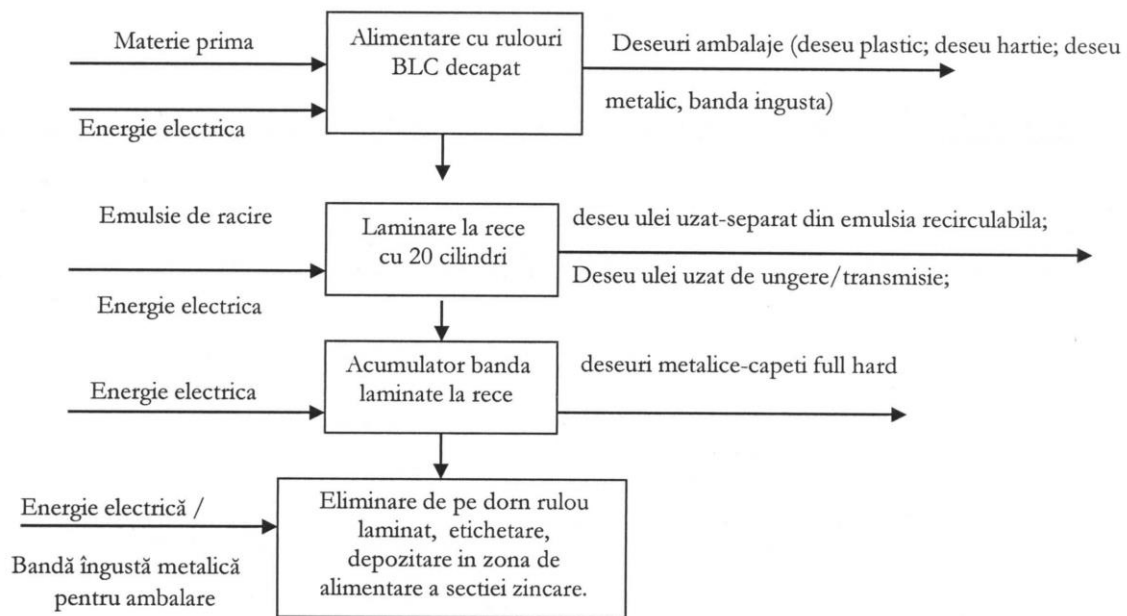 Materie prima
Energie electrica
Alimentare cu rulouri
BLC decapat
Deseuri ambalaje (deseu plastic; deseu hartie; deseu
metalic, banda ingusta)
Emulsie de racire
Energie electrica
Laminare la rece
cu 20 cilindri
deseu ulei uzat-separat din emulsia recirculabila;
Deseu ulei uzat de ungere/transmisie;
Energie electrica
Acumulator banda
laminate la rece
deseuri metalice-capeti full hard
Energie electrică /
Bandă îngustă metalică
pentru ambalare
Eliminare de pe dorn rulou
laminat, etichetare,
depozitare in zona de
alimentare a sectiei zincare.